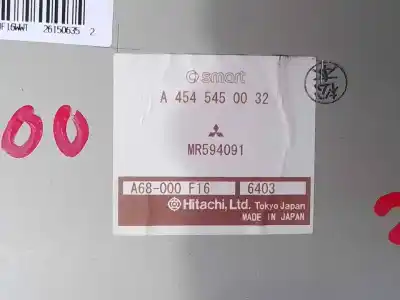 26150635 2
smart
A 454 545 00 32
MR594091
A68-000 F16 6403
Hitachi, Ltd. Tokyo Japan
MADE IN JAPAN
00